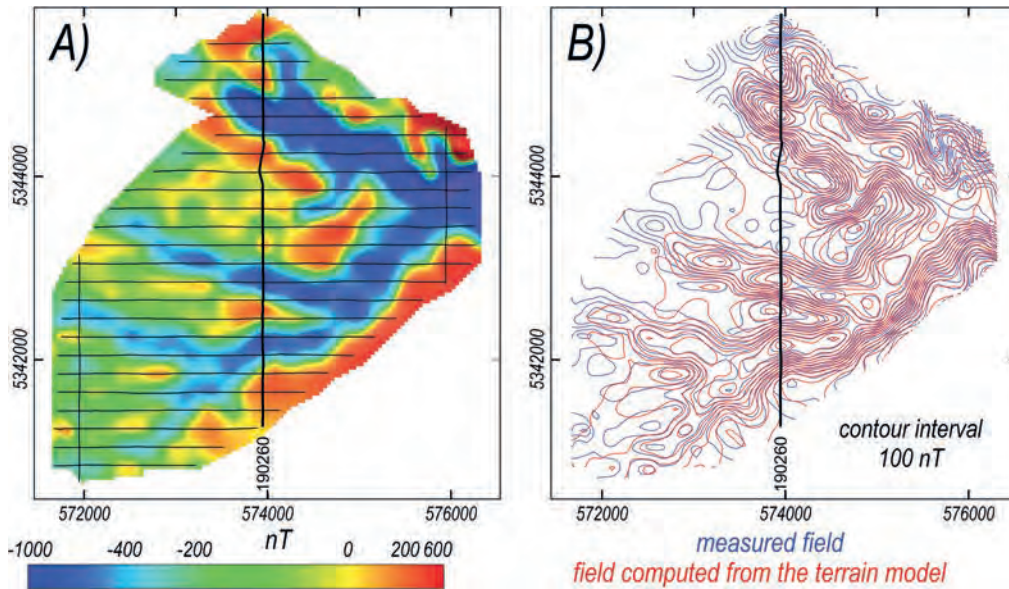 A)
5344000
5342000
190260
572000
574000
576000
nT
-1000
-400
-200
0
200
600
B)
5344000
5342000
190260
contour interval
100 nT
572000
574000
576000
measured field
field computed from the terrain model